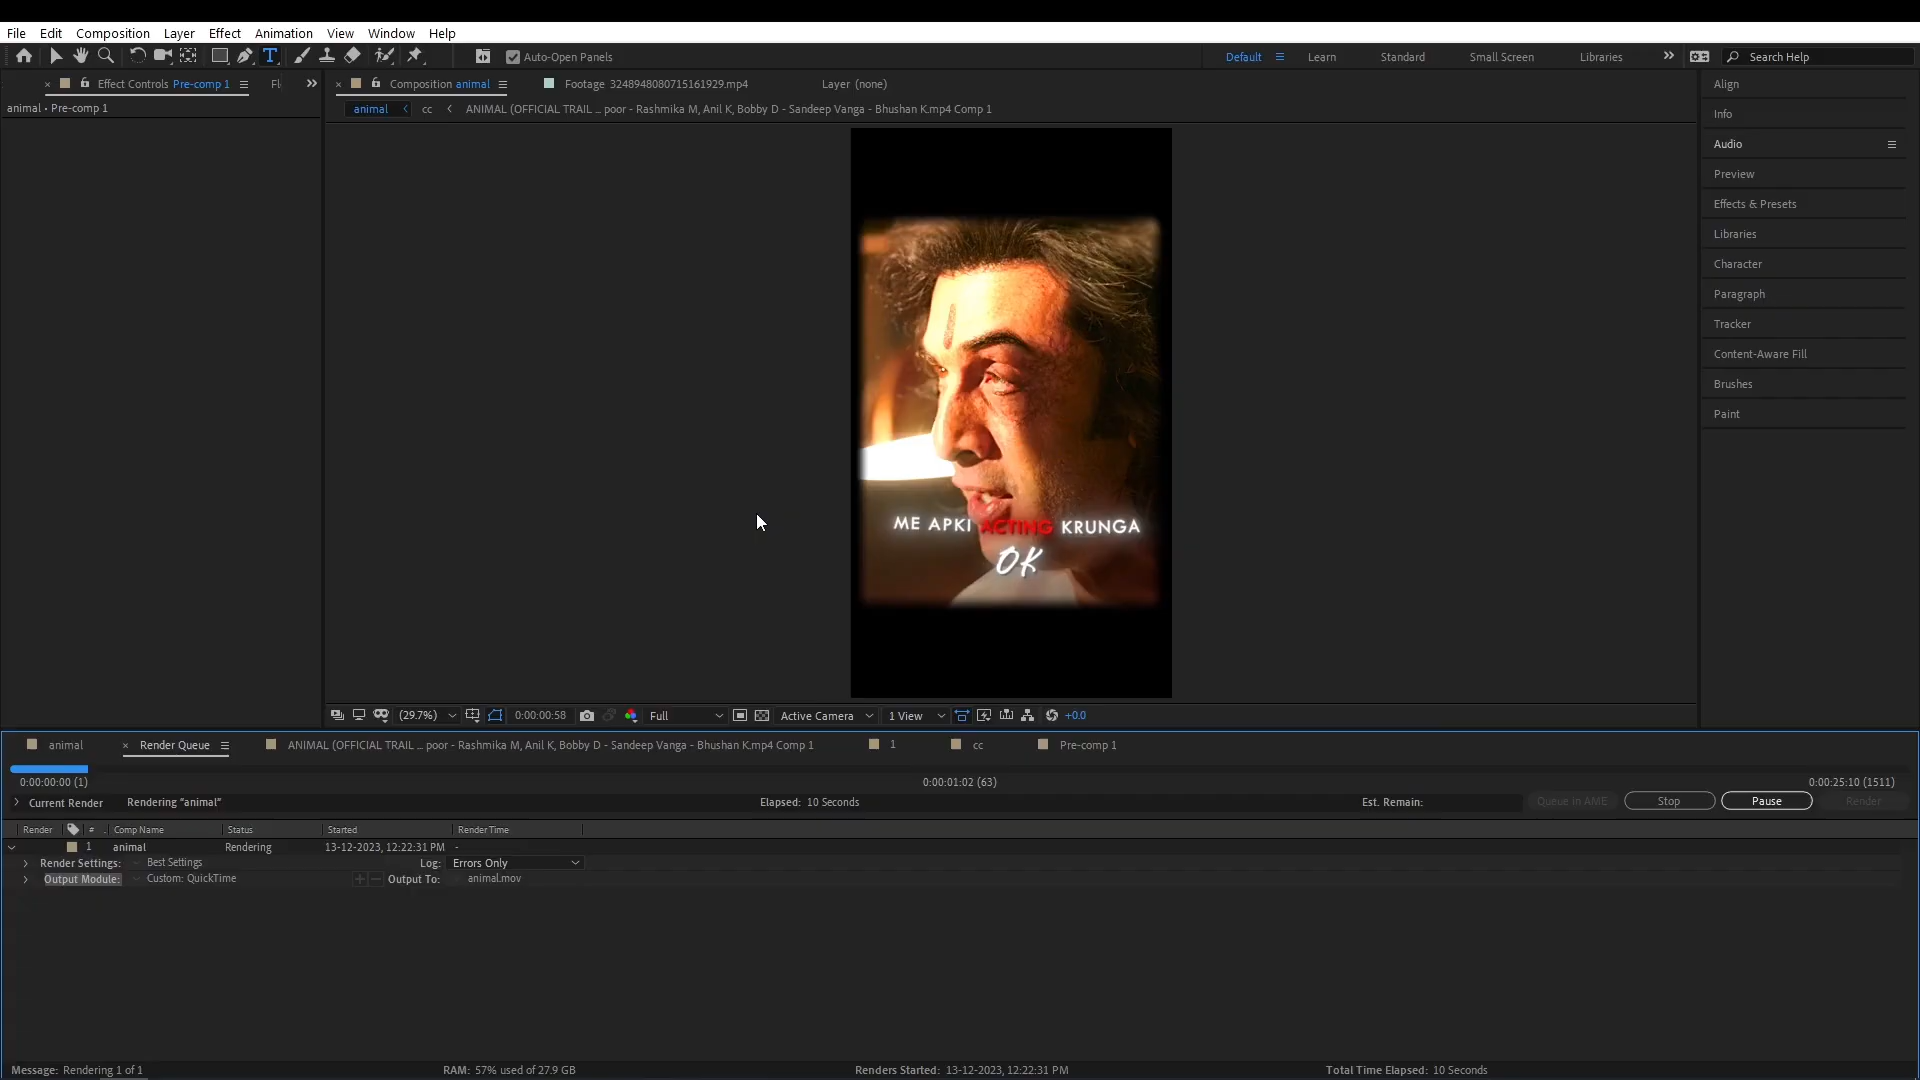 File Edit Composition Layer Effect Animation View Window Help
Auto-Open Panels Default Learn Standard Small Screen Libraries Search Help
Effect Controls Pre-comp 1
Composition animal Footage 3248948080715161929.mp4 Layer (none)
animal • Pre-comp 1
animal cc ANIMAL (OFFICIAL TRAIL ... poor - Rashmika M, Anil K, Bobby D - Sandeep Vanga - Bhushan K.mp4 Comp 1
Align
Info
Audio
Preview
Effects & Presets
Libraries
Character
Paragraph
Tracker
Content-Aware Fill
Brushes
Paint
ME APKI ACTING KRUNGA
OK
(29.7%) 0:00:00:58 Full Active Camera 1 View +0.0
animal Render Queue ANIMAL (OFFICIAL TRAIL ... poor - Rashmika M, Anil K, Bobby D - Sandeep Vanga - Bhushan K.mp4 Comp 1 1 cc Pre-comp 1
0:00:00:00 (1) 0:00:01:02 (63) 0:00:25:10 (1511)
Current Render Rendering "animal" Elapsed: 10 Seconds Est. Remain: Queue in AME Stop Pause Render
Render # Comp Name Status Started Render Time
1 animal Rendering 13-12-2023, 12:22:31 PM -
Render Settings: Best Settings Log: Errors Only
Output Module: Custom: QuickTime Output To: animal.mov
Message: Rendering 1 of 1 RAM: 57% used of 27.9 GB Renders Started: 13-12-2023, 12:22:31 PM Total Time Elapsed: 10 Seconds